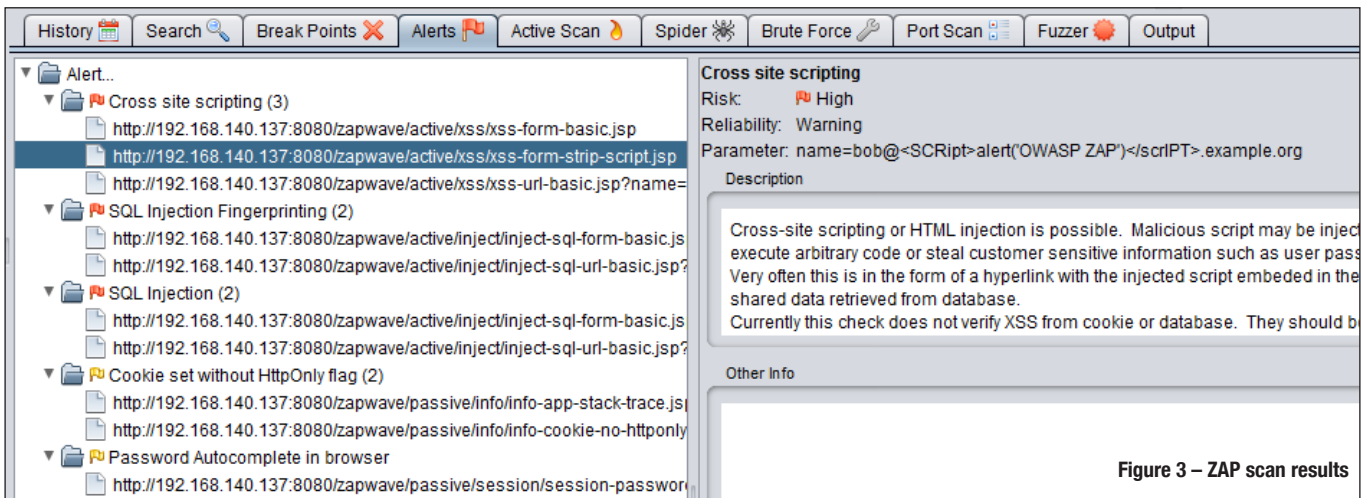 History Search Break Points Alerts Active Scan Spider Brute Force Port Scan Fuzzer Output
Alert...
Cross site scripting (3)
http://192.168.140.137:8080/zapwave/active/xss/xss-form-basic.jsp
http://192.168.140.137:8080/zapwave/active/xss/xss-form-strip-script.jsp
http://192.168.140.137:8080/zapwave/active/xss/xss-url-basic.jsp?name=
SQL Injection Fingerprinting (2)
http://192.168.140.137:8080/zapwave/active/inject/inject-sql-form-basic.js
http://192.168.140.137:8080/zapwave/active/inject/inject-sql-url-basic.jsp?
SQL Injection (2)
http://192.168.140.137:8080/zapwave/active/inject/inject-sql-form-basic.js
http://192.168.140.137:8080/zapwave/active/inject/inject-sql-url-basic.jsp?
Cookie set without HttpOnly flag (2)
http://192.168.140.137:8080/zapwave/passive/info/info-app-stack-trace.jsp
http://192.168.140.137:8080/zapwave/passive/info/info-cookie-no-httponly
Password Autocomplete in browser
http://192.168.140.137:8080/zapwave/passive/session/session-password
Cross site scripting
Risk: High
Reliability: Warning
Parameter: name=bob@<SCRipt>alert('OWASP ZAP')</scrIPT>.example.org
Description
Cross-site scripting or HTML injection is possible. Malicious script may be inject
execute arbitrary code or steal customer sensitive information such as user pass
Very often this is in the form of a hyperlink with the injected script embeded in the
shared data retrieved from database.
Currently this check does not verify XSS from cookie or database. They should be
Other Info
Figure 3 – ZAP scan results